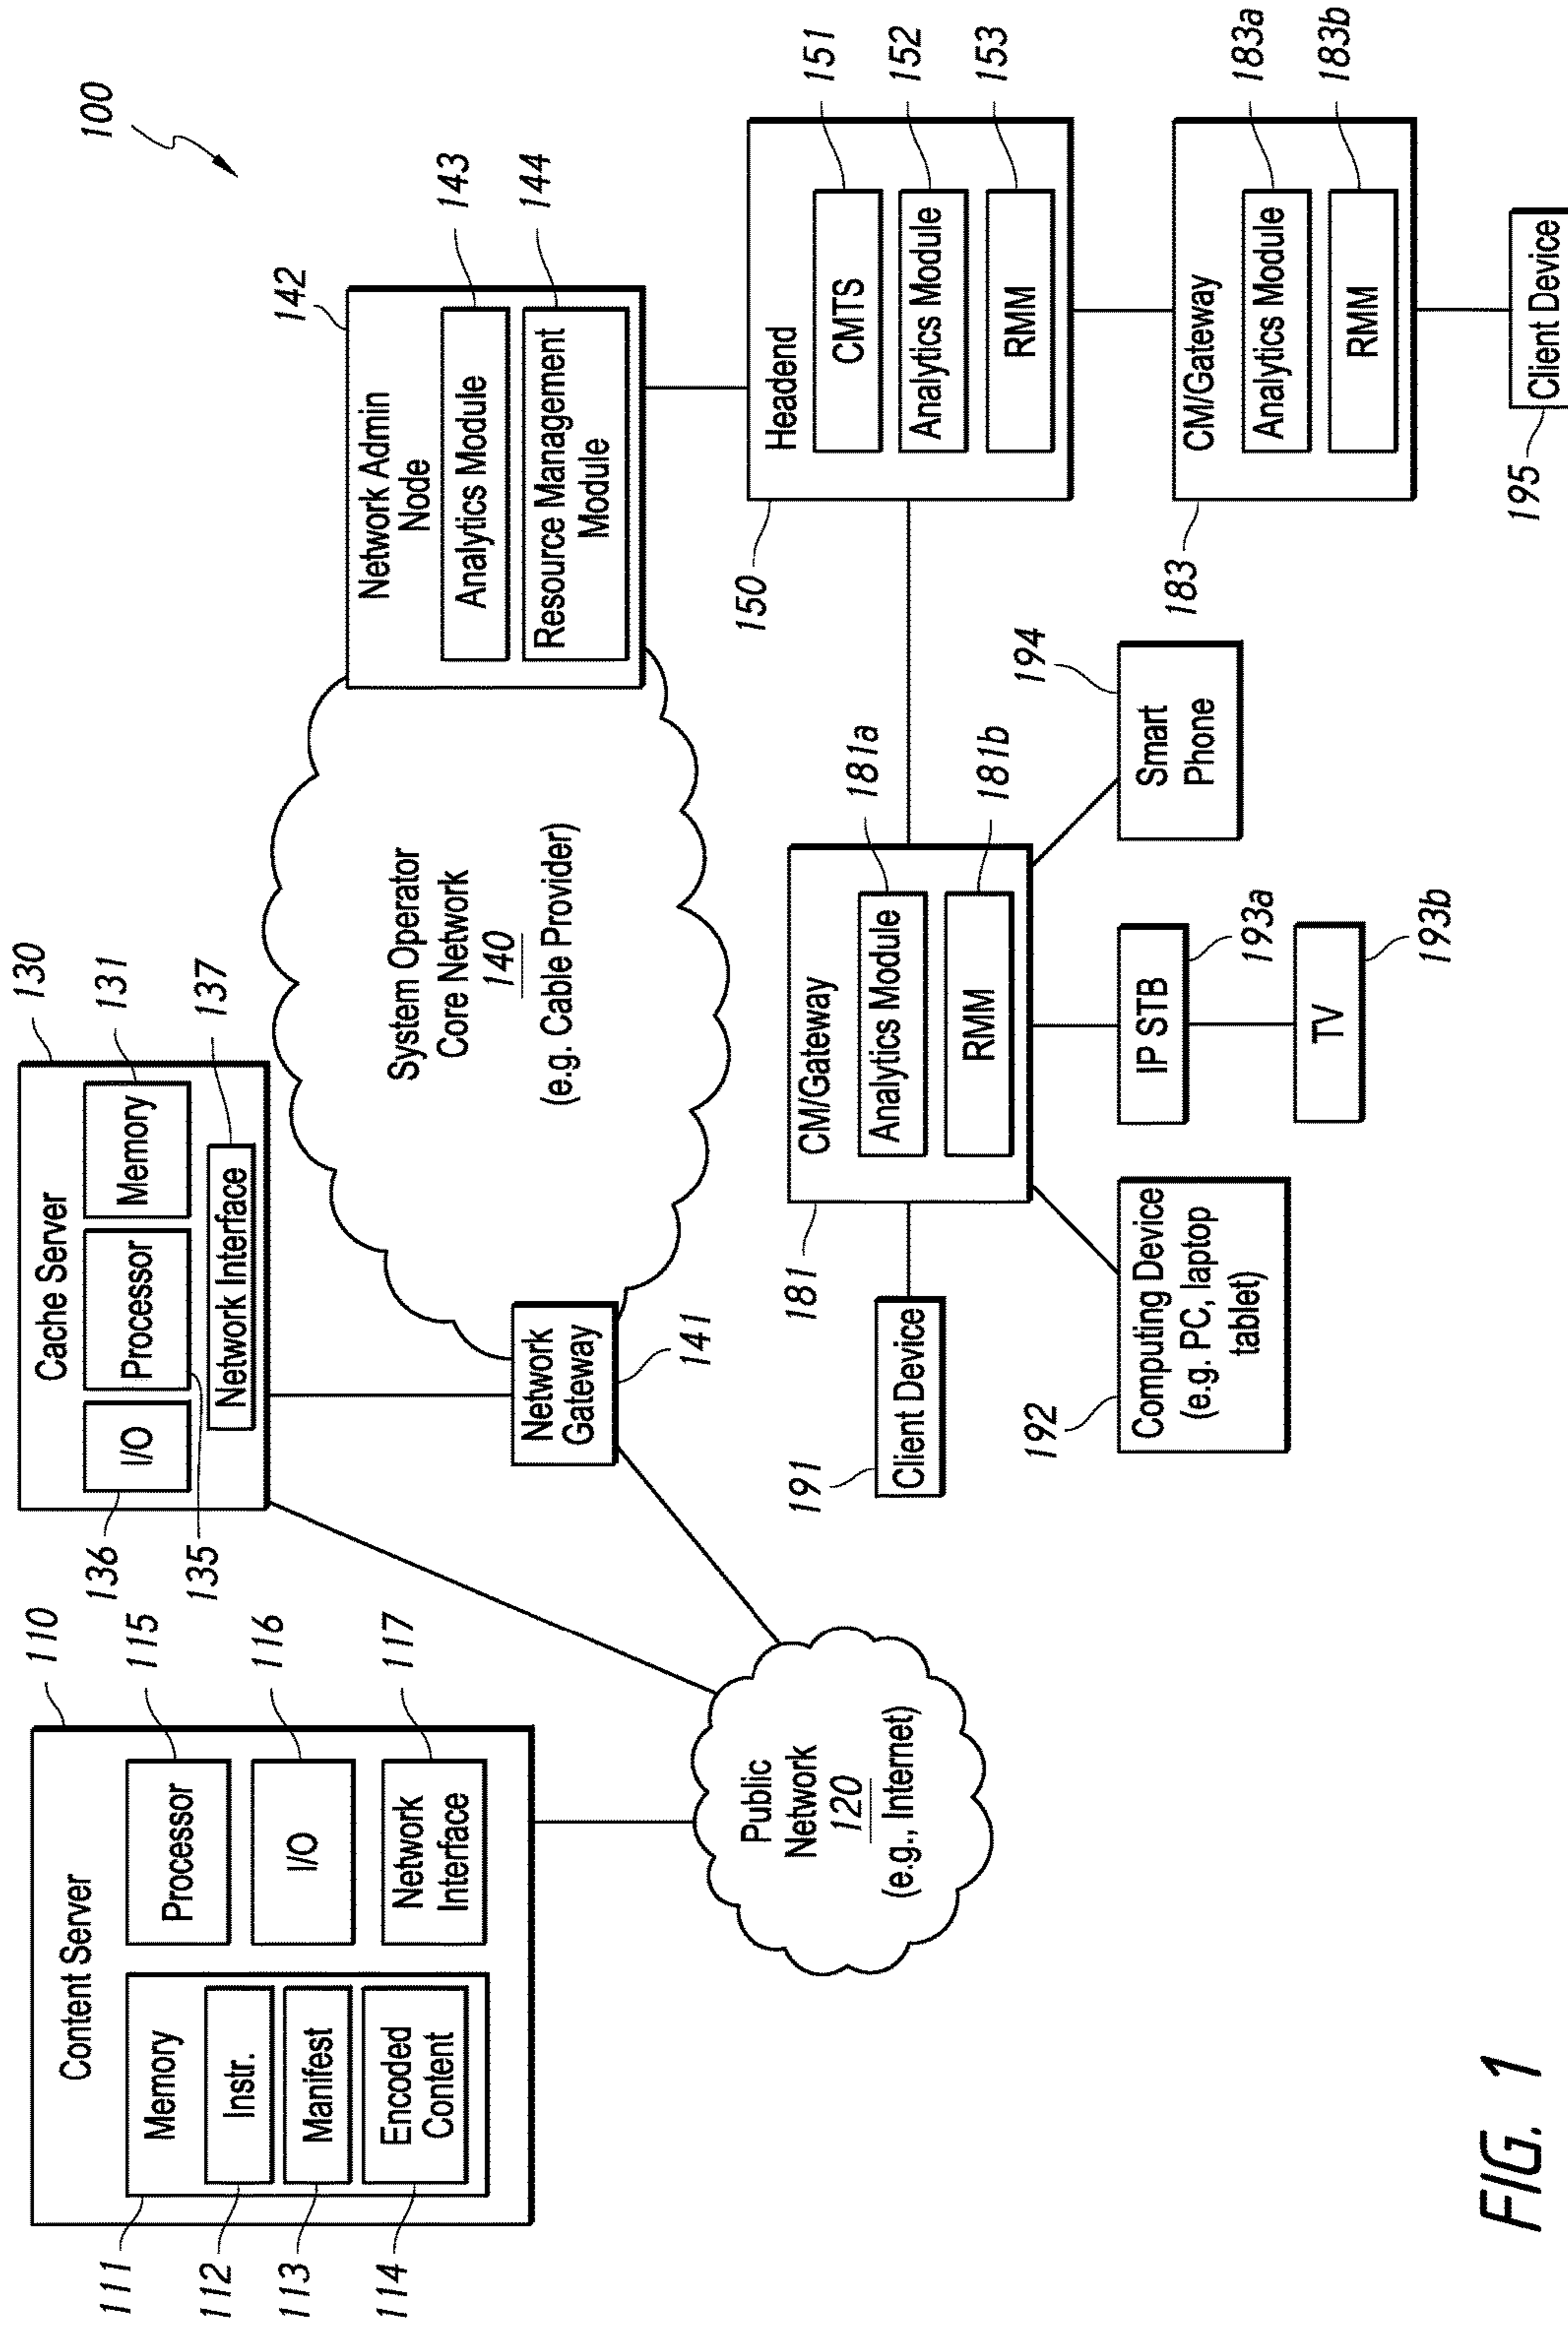 100
110
Content Server
111
Memory
112
Instr.
113
Manifest
114
Encoded
Content
Processor
115
I/O
116
Network
Interface
117
130
Cache Server
136
I/O
135
Processor
Memory
131
Network Interface
137
Public
Network
120
(e.g., Internet)
Network
Gateway
141
System Operator
Core Network
140
(e.g. Cable Provider)
142
Network Admin
Node
Analytics Module
143
Resource Management
Module
144
150
Headend
CMTS
151
Analytics Module
152
RMM
153
181
CM/Gateway
Analytics Module
181a
RMM
181b
183
CM/Gateway
Analytics Module
183a
RMM
183b
191
Client Device
192
Computing Device
(e.g. PC, laptop
tablet)
IP STB
193a
TV
193b
194
Smart
Phone
195
Client Device
FIG. 1